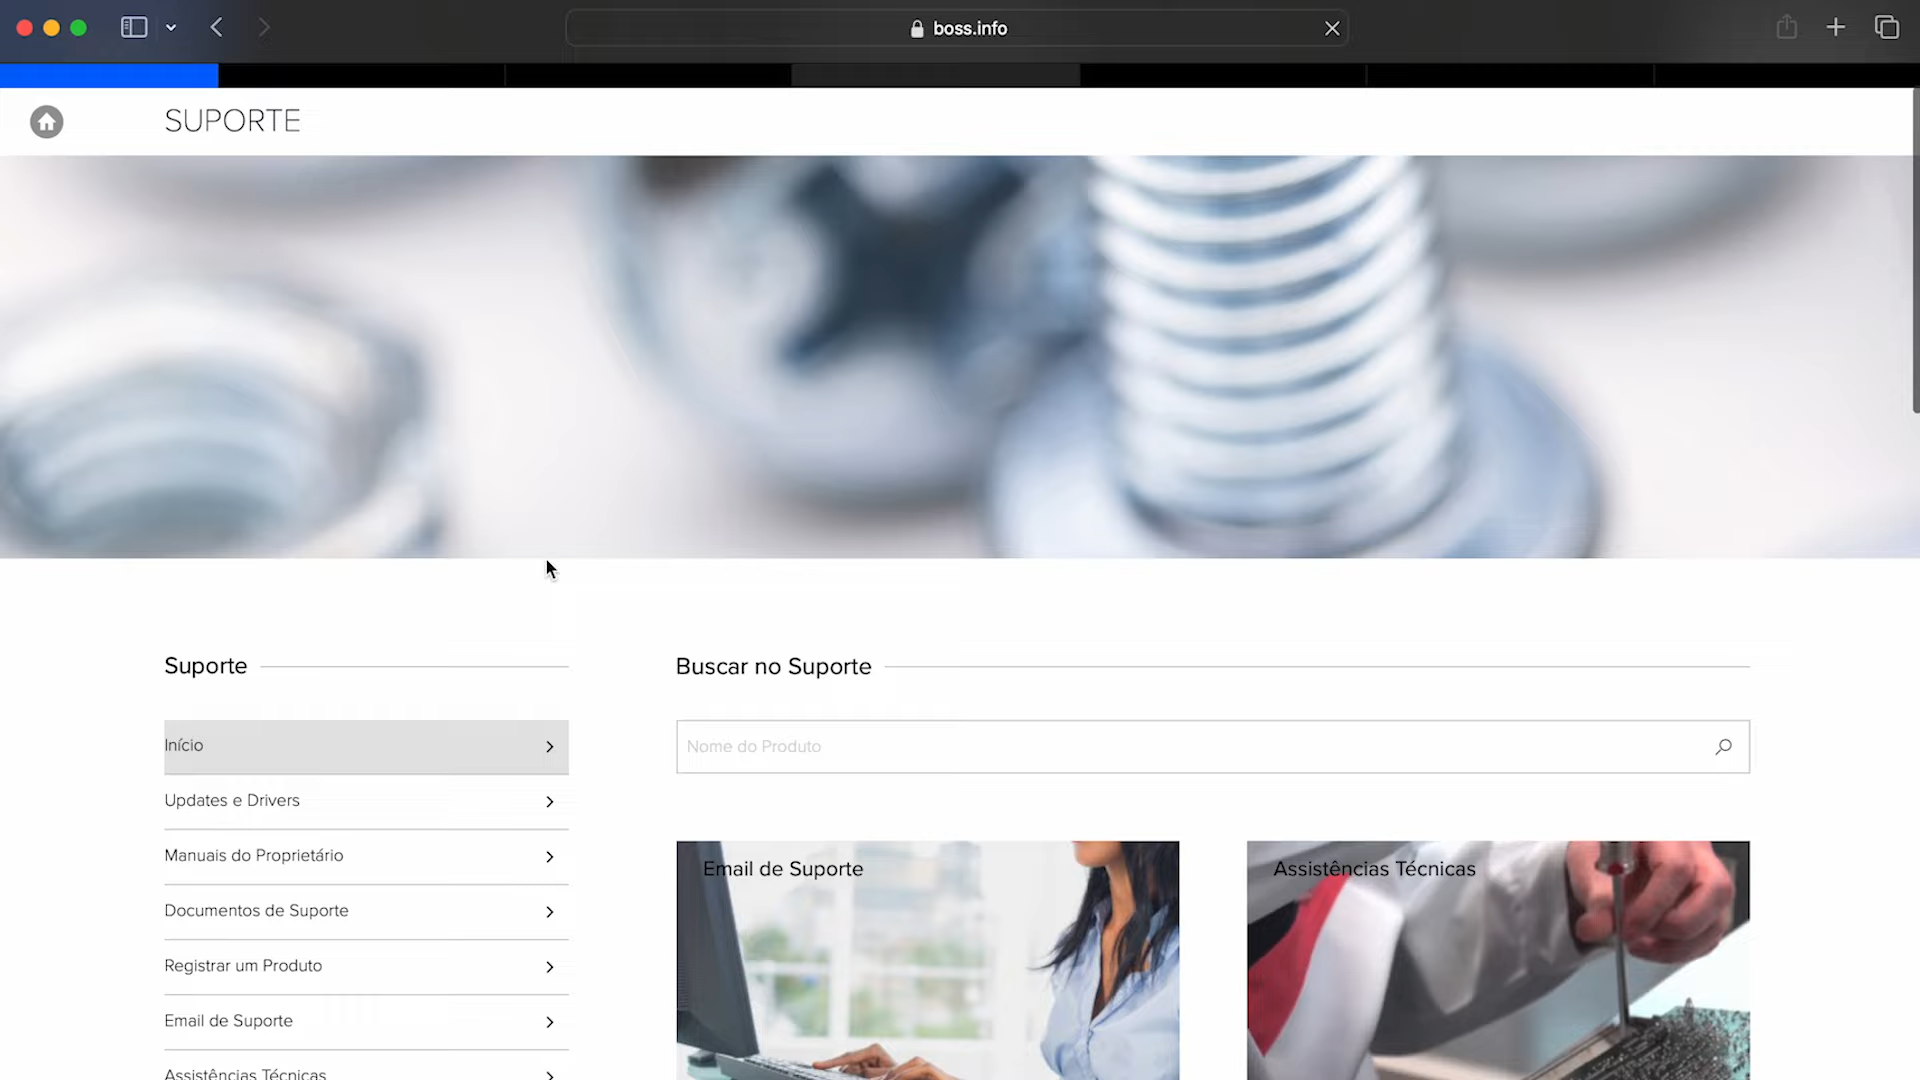 boss.info
SUPORTE
Suporte
Início
Updates e Drivers
Manuais do Proprietário
Documentos de Suporte
Registrar um Produto
Email de Suporte
Assistências Técnicas
Buscar no Suporte
Nome do Produto
Email de Suporte
Assistências Técnicas